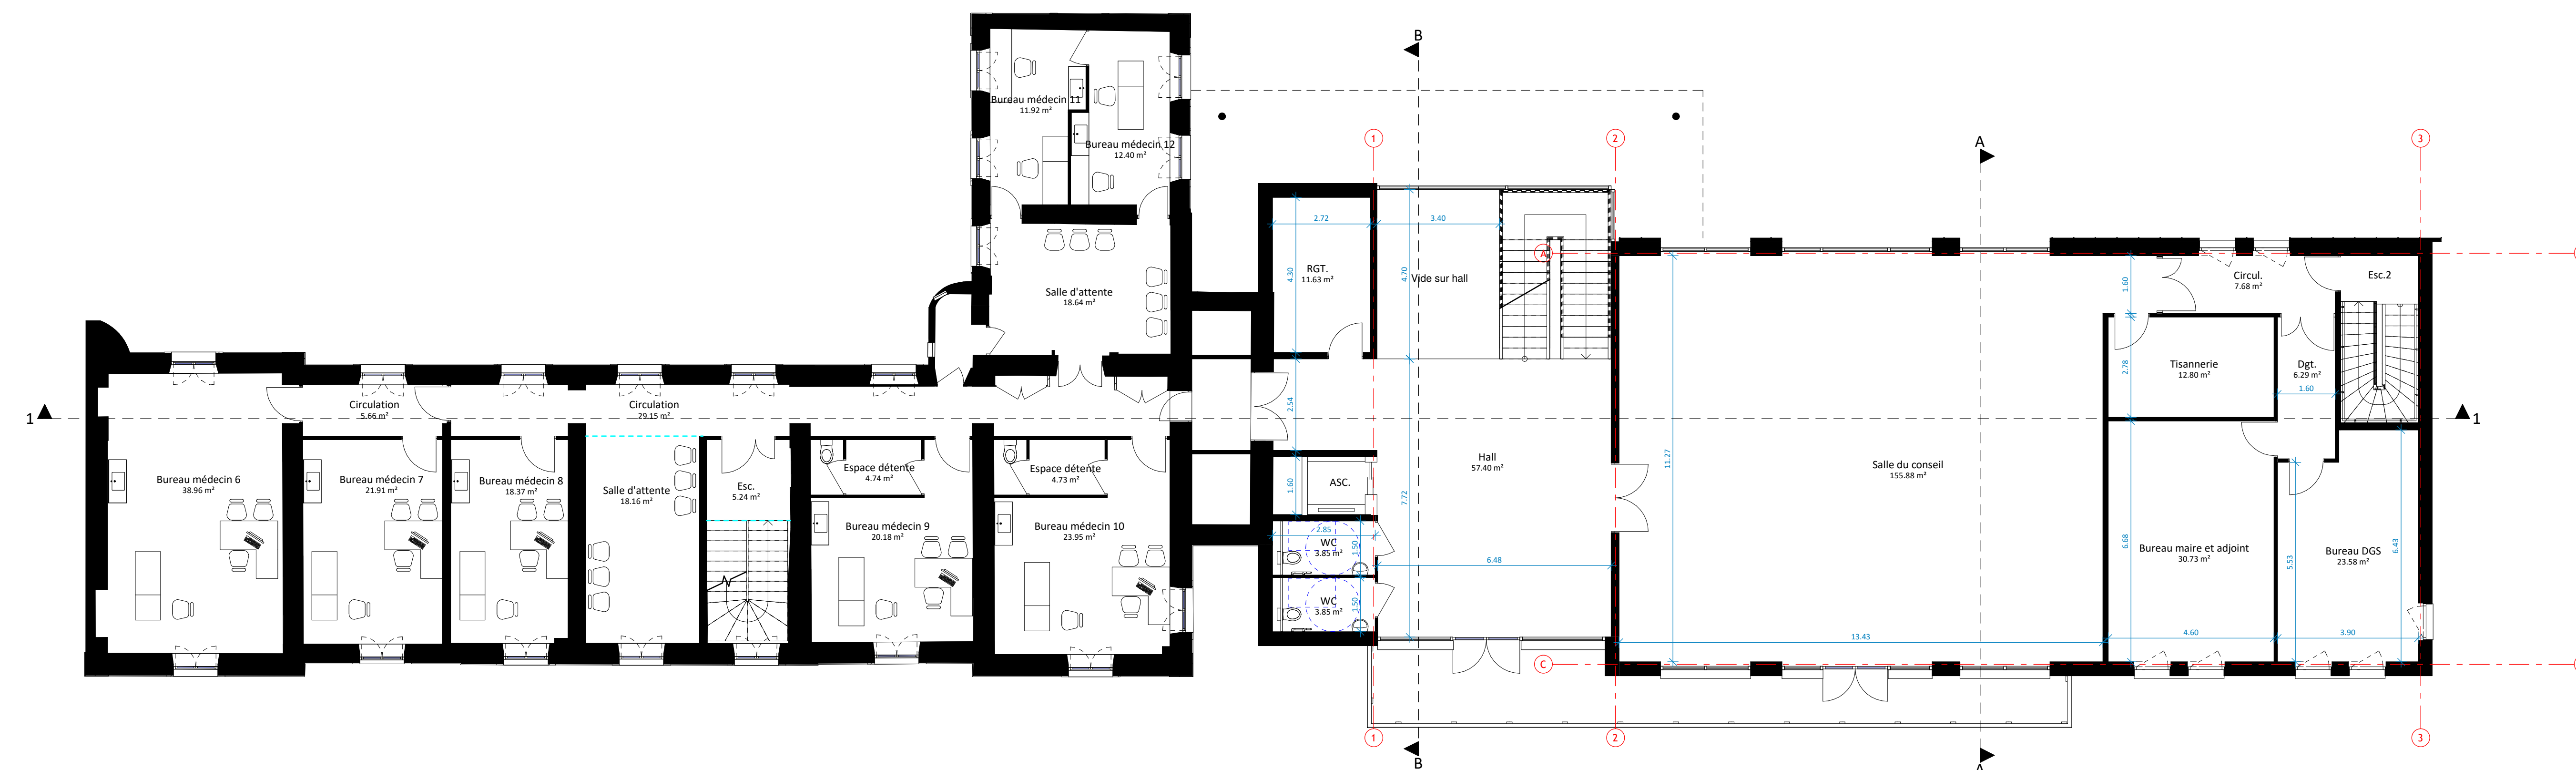 B
Bureau médecin 11
11.92 m²
Bureau médecin 12
12.40 m²
A
1
2
3
2.72
3.40
4.30
4.70
RGT.
11.63 m²
Vide sur hall
A
Salle d'attente
18.64 m²
Circul.
7.68 m²
Esc.2
1.60
Tisannerie
12.80 m²
2.78
Dgt.
6.29 m²
1.60
1
Circulation
5.66 m²
Circulation
29.15 m²
2.54
1
Bureau médecin 6
38.96 m²
Bureau médecin 7
21.91 m²
Bureau médecin 8
18.37 m²
Salle d'attente
18.16 m²
Esc.
5.24 m²
Espace détente
4.74 m²
Espace détente
4.73 m²
Bureau médecin 9
20.18 m²
Bureau médecin 10
23.95 m²
ASC.
1.60
Hall
57.40 m²
7.72
11.27
Salle du conseil
155.88 m²
2.85
WC
3.85 m²
1.50
6.48
WC
3.85 m²
1.50
6.68
Bureau maire et adjoint
30.73 m²
5.53
Bureau DGS
23.58 m²
6.43
13.43
4.60
3.90
C
1
2
3
B
A